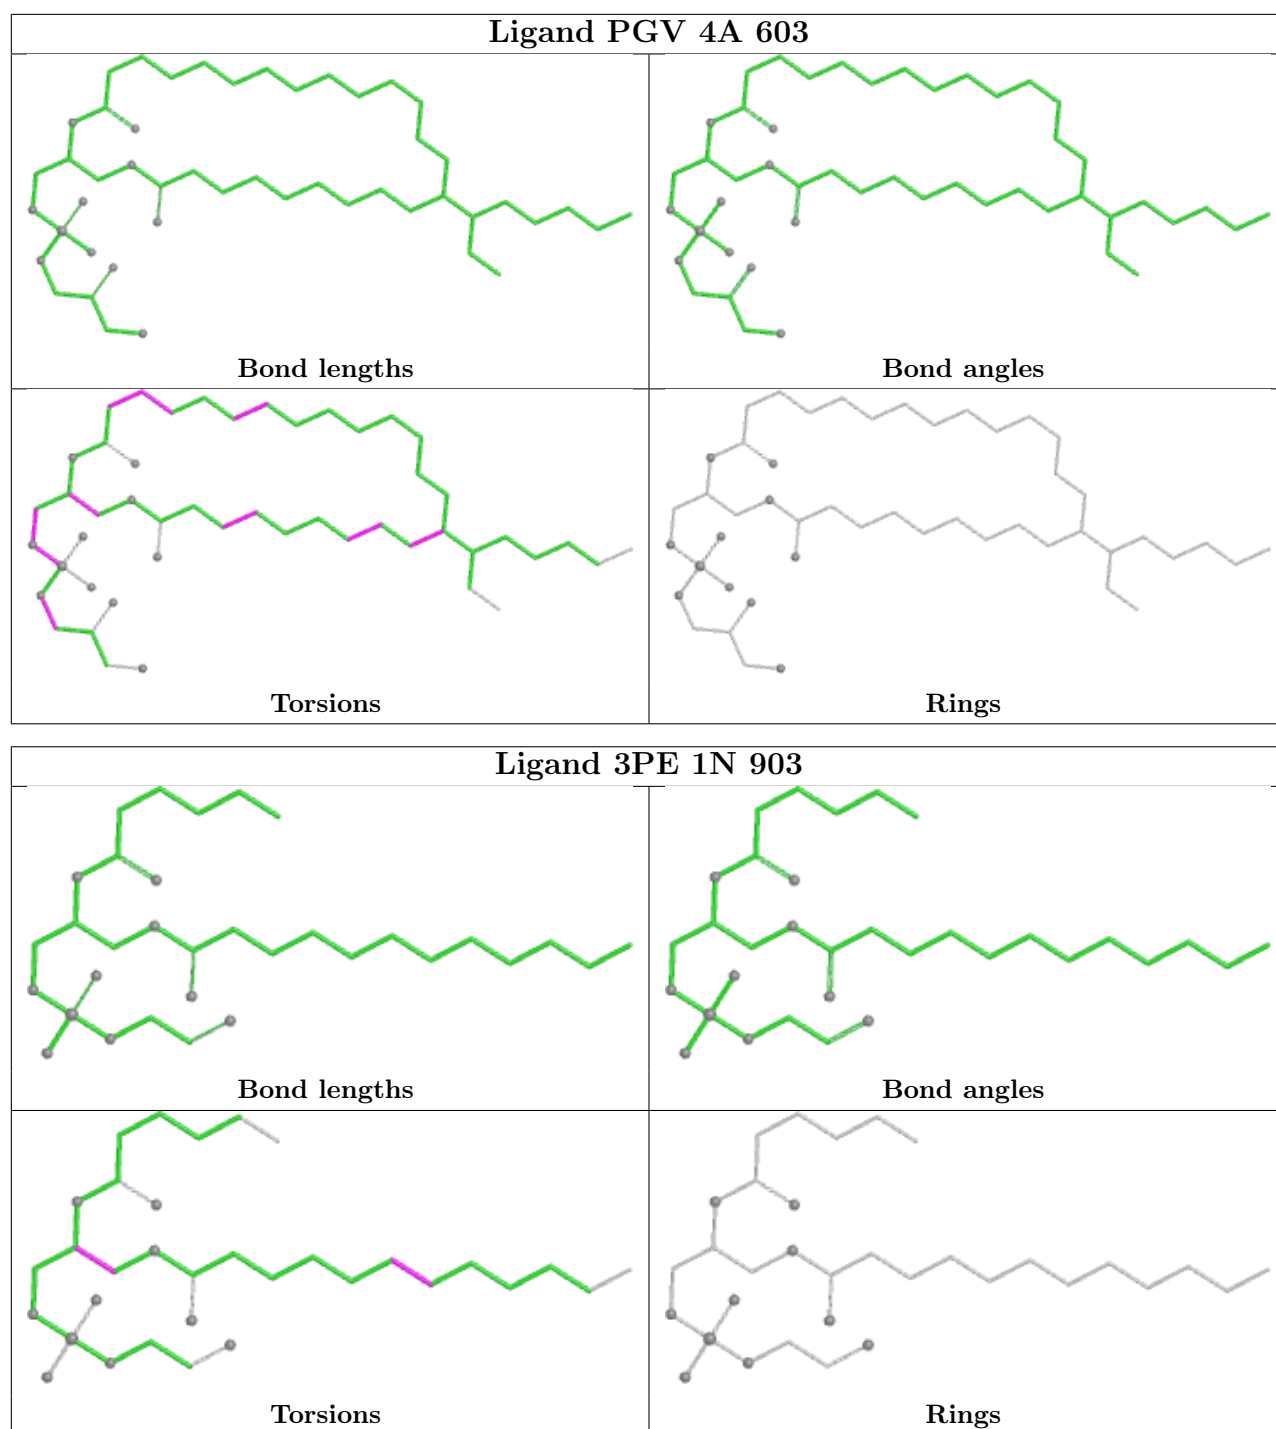 Ligand PGV 4A 603
Bond lengths
Bond angles
Torsions
Rings
Ligand 3PE 1N 903
Bond lengths
Bond angles
Torsions
Rings